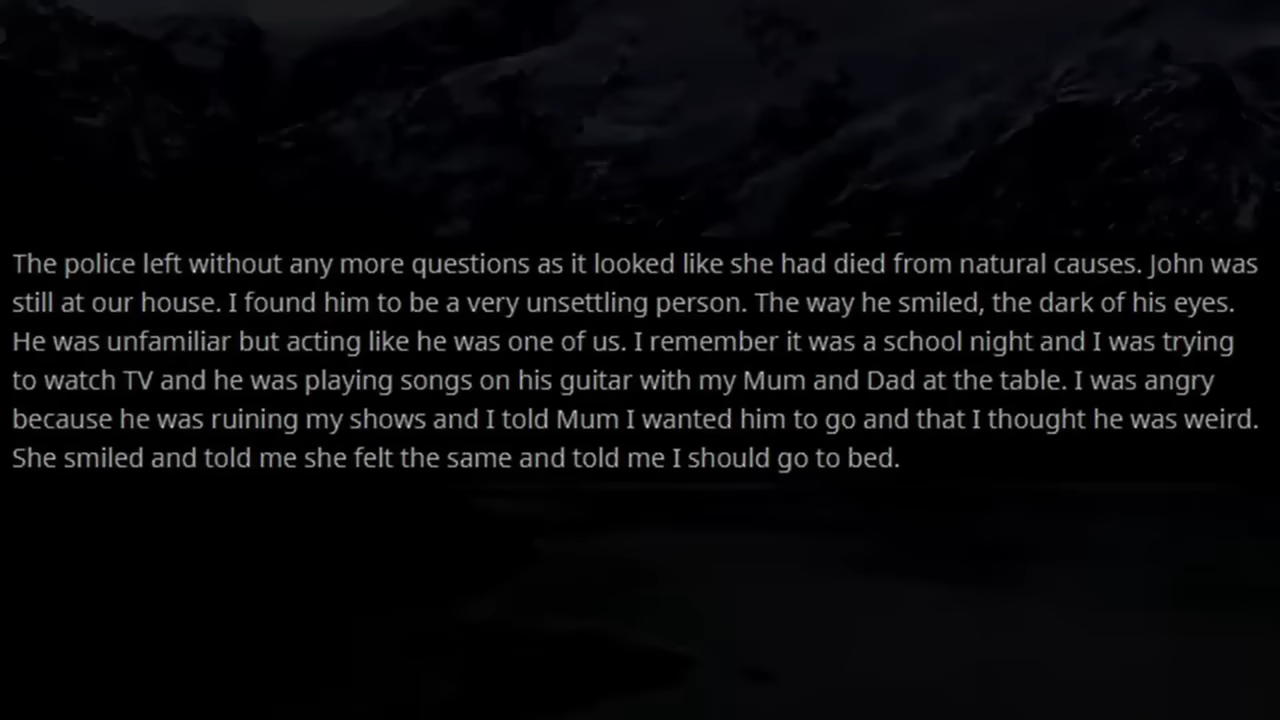 The police left without any more questions as it looked like she had died from natural causes. John was
still at our house. I found him to be a very unsettling person. The way he smiled, the dark of his eyes.
He was unfamiliar but acting like he was one of us. I remember it was a school night and I was trying
to watch TV and he was playing songs on his guitar with my Mum and Dad at the table. I was angry
because he was ruining my shows and I told Mum I wanted him to go and that I thought he was weird.
She smiled and told me she felt the same and told me I should go to bed.